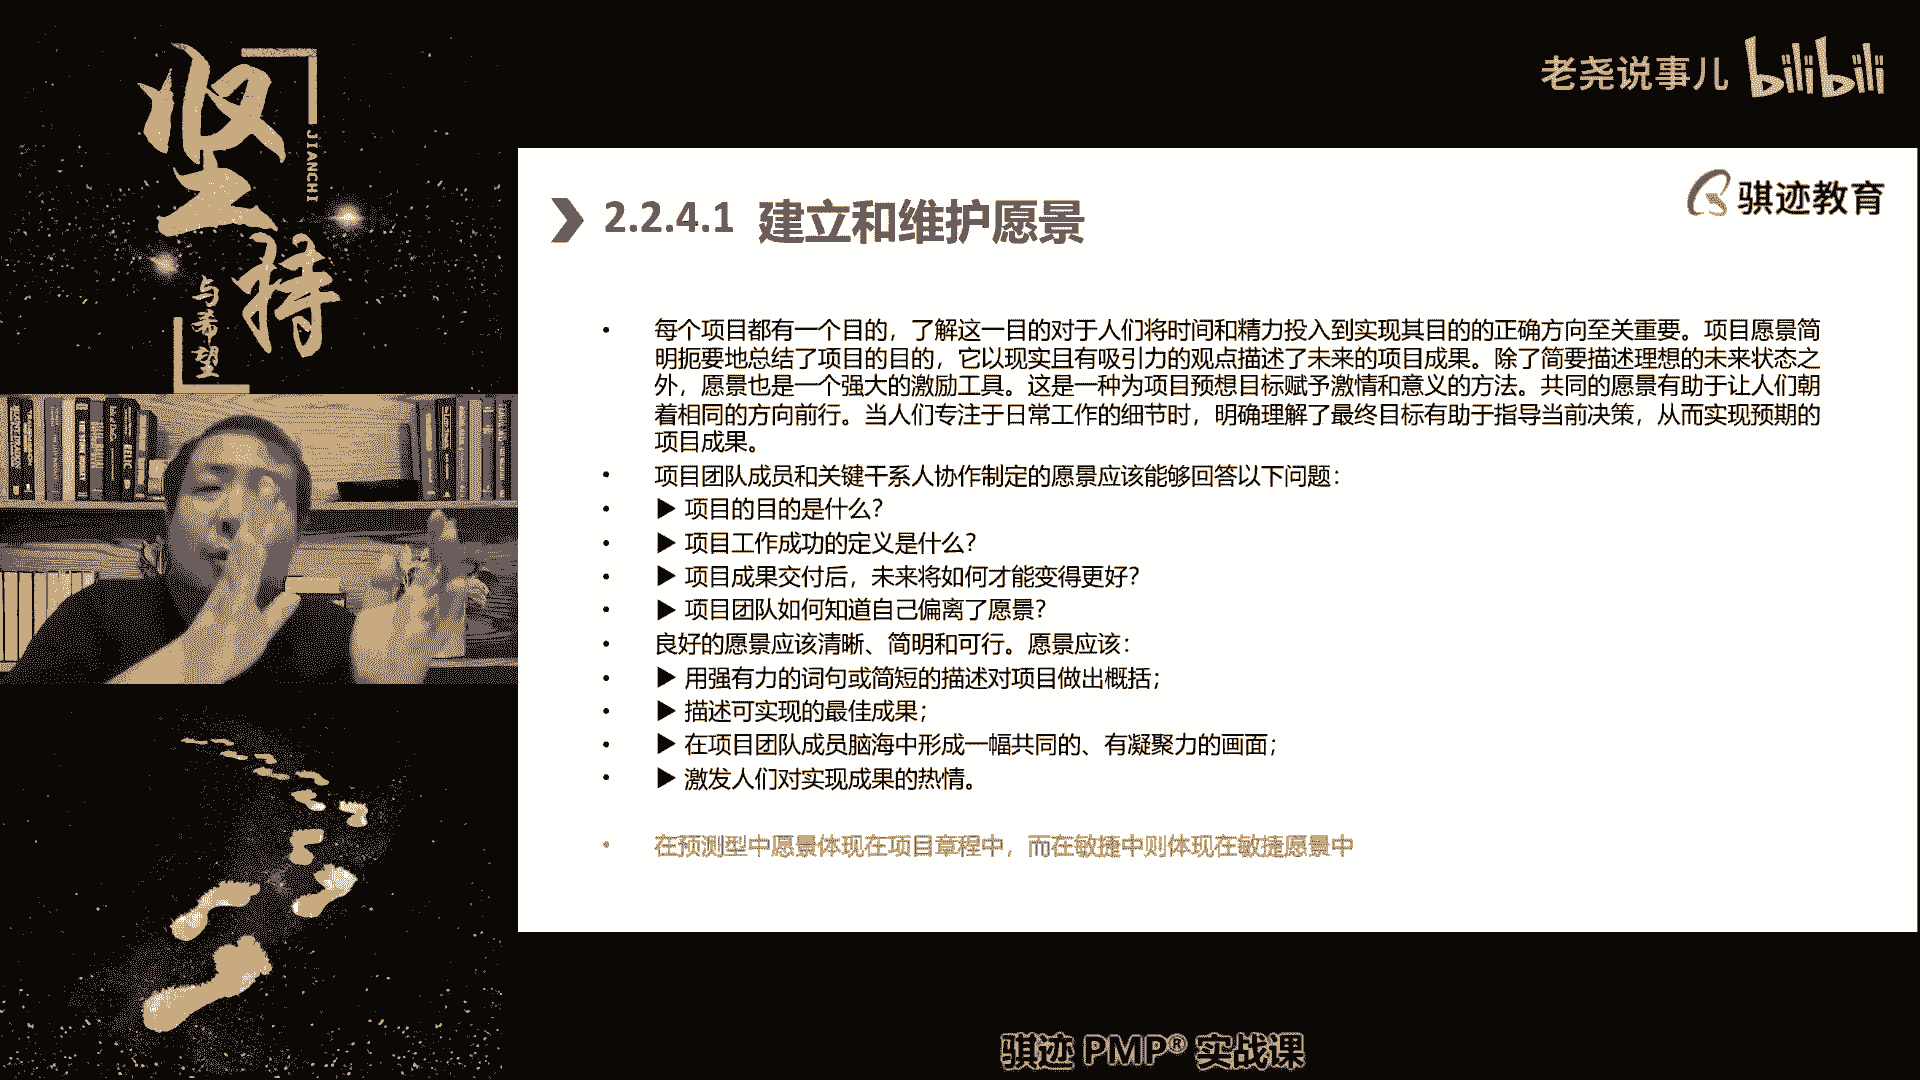 坚持
JIANCHI
与希望
老尧说事儿 bilibili
骐迹教育
2.2.4.1 建立和维护愿景
• 每个项目都有一个目的，了解这一目的对于人们将时间和精力投入到实现其目的的正确方向至关重要。项目愿景简
明扼要地总结了项目的目的，它以现实且有吸引力的观点描述了未来的项目成果。除了简要描述理想的未来状态之
外，愿景也是一个强大的激励工具。这是一种为项目预想目标赋予激情和意义的方法。共同的愿景有助于让人们朝
着相同的方向前行。当人们专注于日常工作的细节时，明确理解了最终目标有助于指导当前决策，从而实现预期的
项目成果。
• 项目团队成员和关键干系人协作制定的愿景应该能够回答以下问题：
• ▶ 项目的目的是什么？
• ▶ 项目工作成功的定义是什么？
• ▶ 项目成果交付后，未来将如何才能变得更好？
• ▶ 项目团队如何知道自己偏离了愿景？
• 良好的愿景应该清晰、简明和可行。愿景应该：
• ▶ 用强有力的词句或简短的描述对项目做出概括；
• ▶ 描述可实现的最佳成果；
• ▶ 在项目团队成员脑海中形成一幅共同的、有凝聚力的画面；
• ▶ 激发人们对实现成果的热情。
• 在预测型中愿景体现在项目章程中，而在敏捷中则体现在敏捷愿景中
骐迹 PMP® 实战课